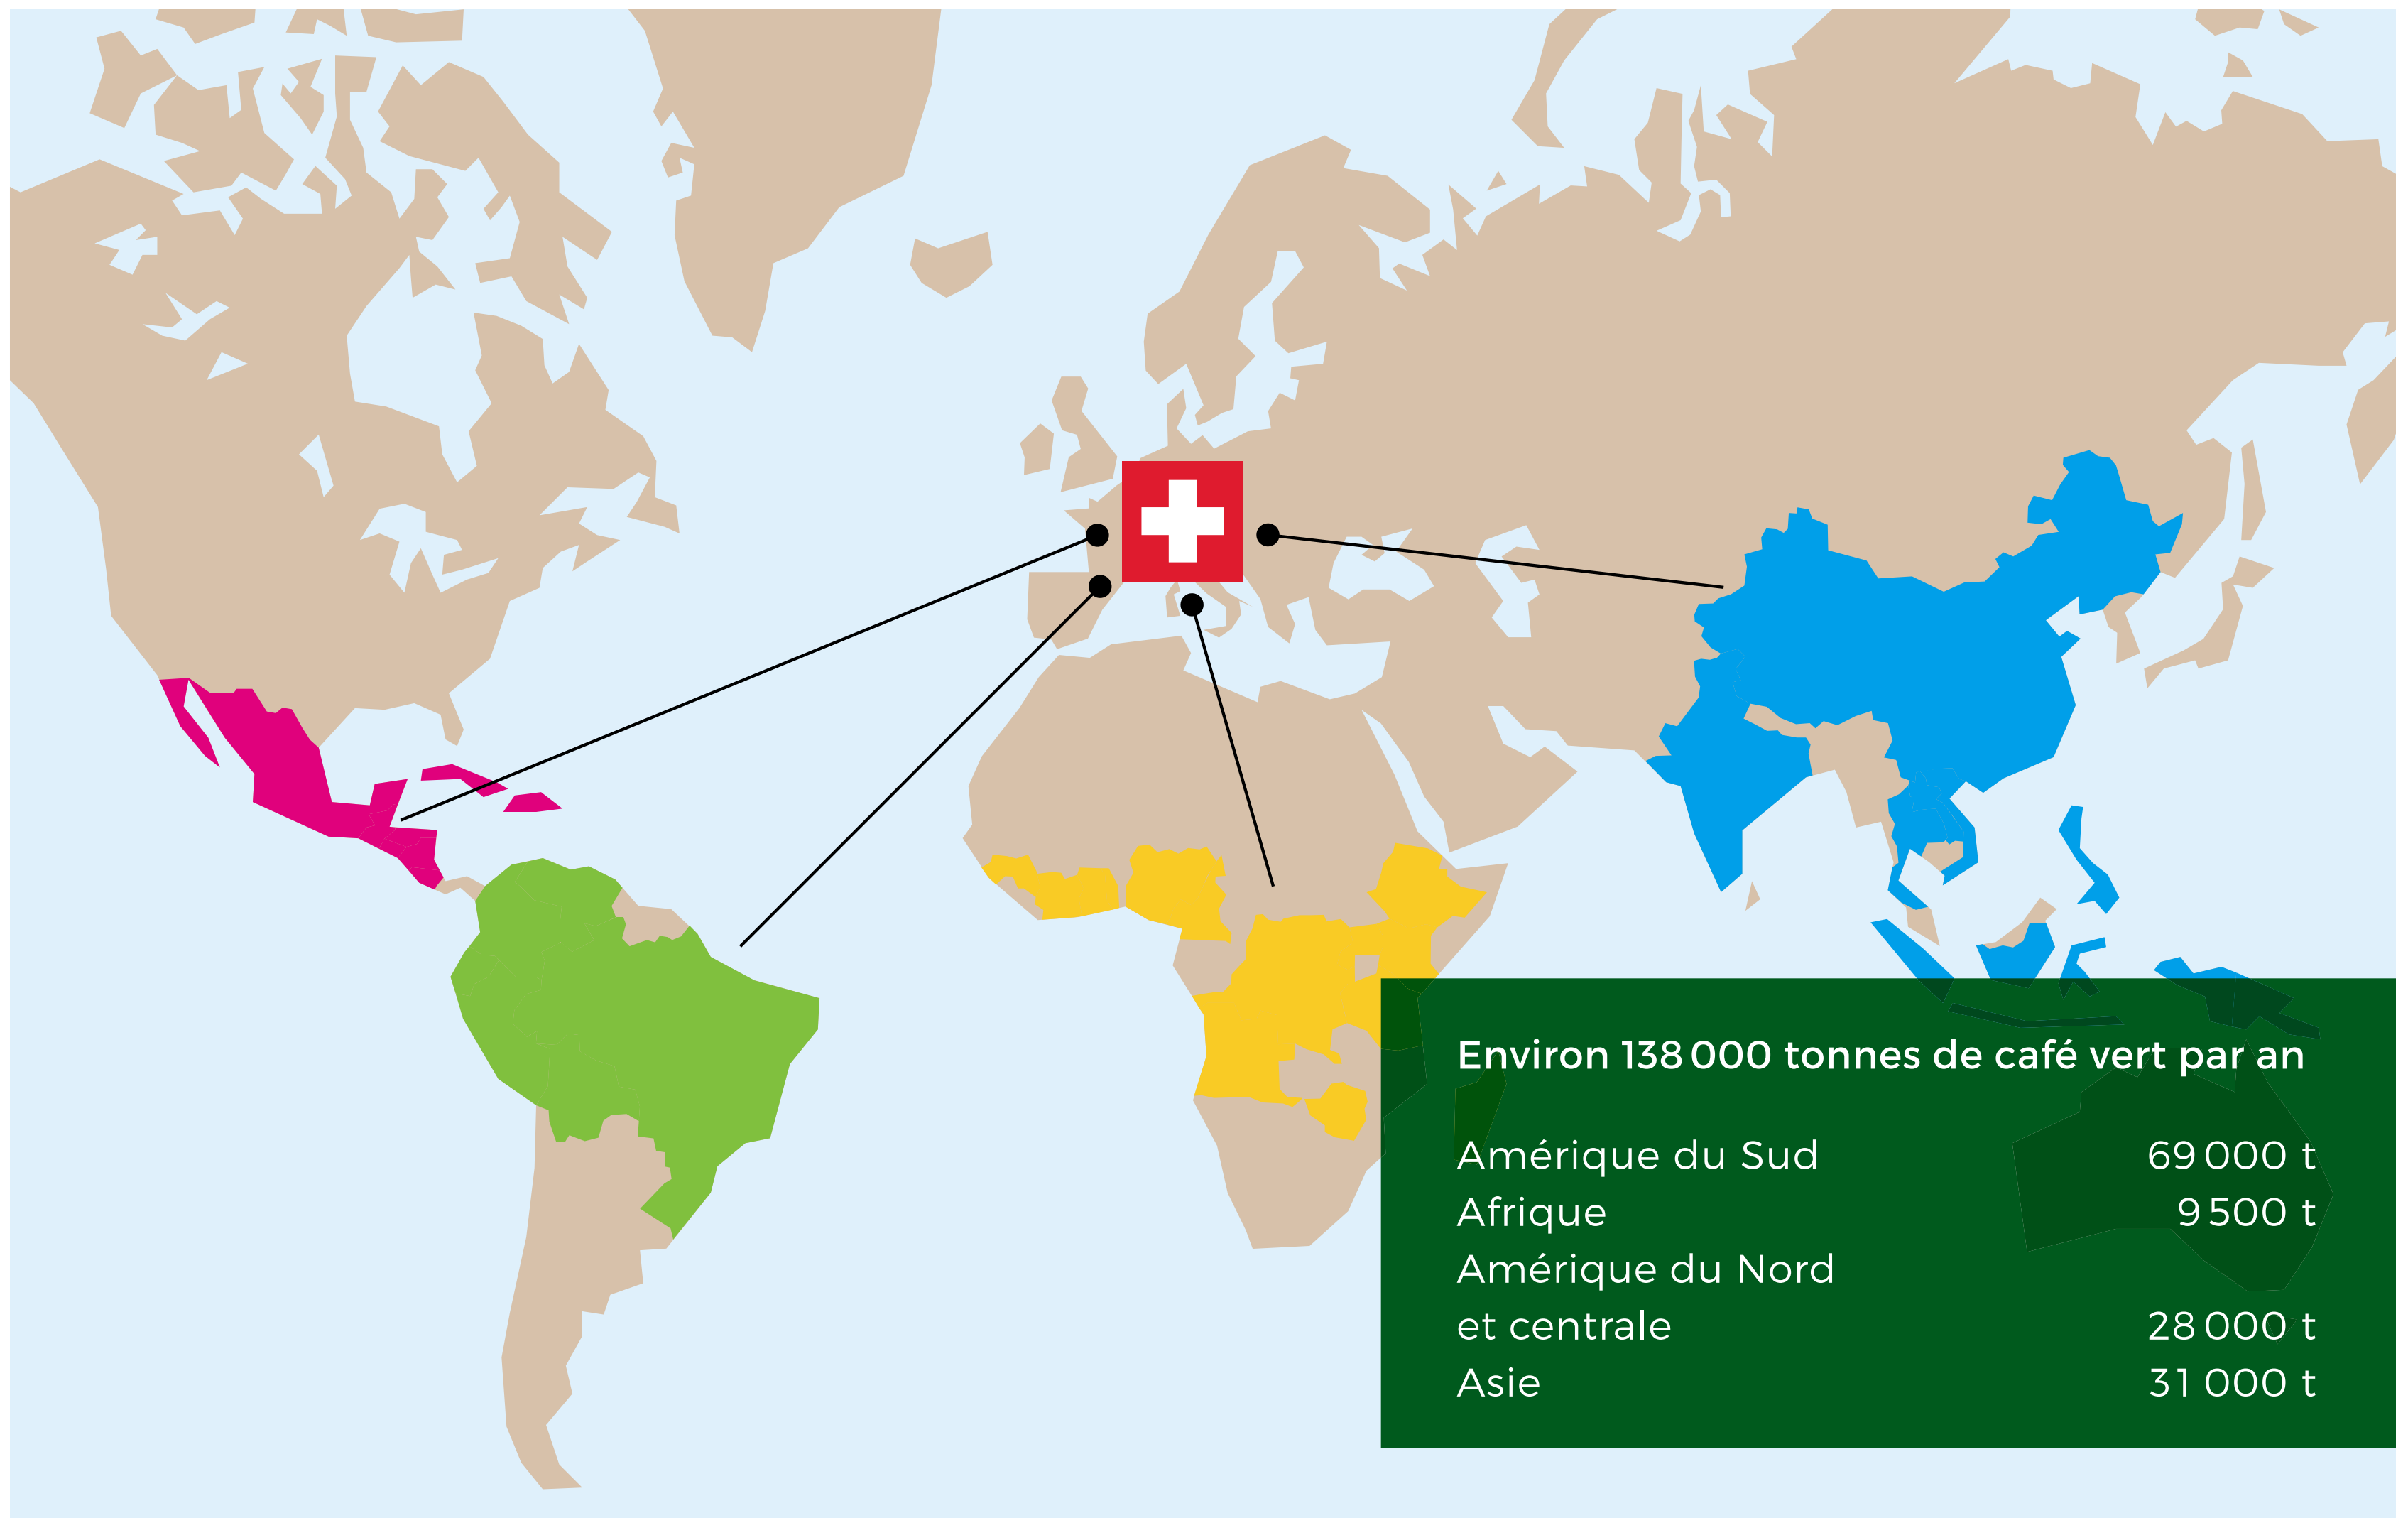 Environ 138 000 tonnes de café vert par an
Amérique du Sud 69 000 t
Afrique 9 500 t
Amérique du Nord
et centrale 28 000 t
Asie 31 000 t